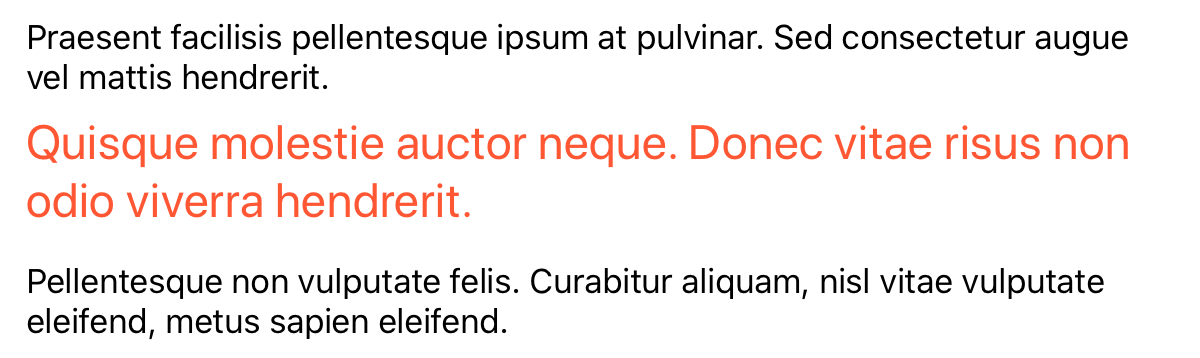 Praesent facilisis pellentesque ipsum at pulvinar. Sed consectetur augue
vel mattis hendrerit.
Quisque molestie auctor neque. Donec vitae risus non
odio viverra hendrerit.
Pellentesque non vulputate felis. Curabitur aliquam, nisl vitae vulputate
eleifend, metus sapien eleifend.